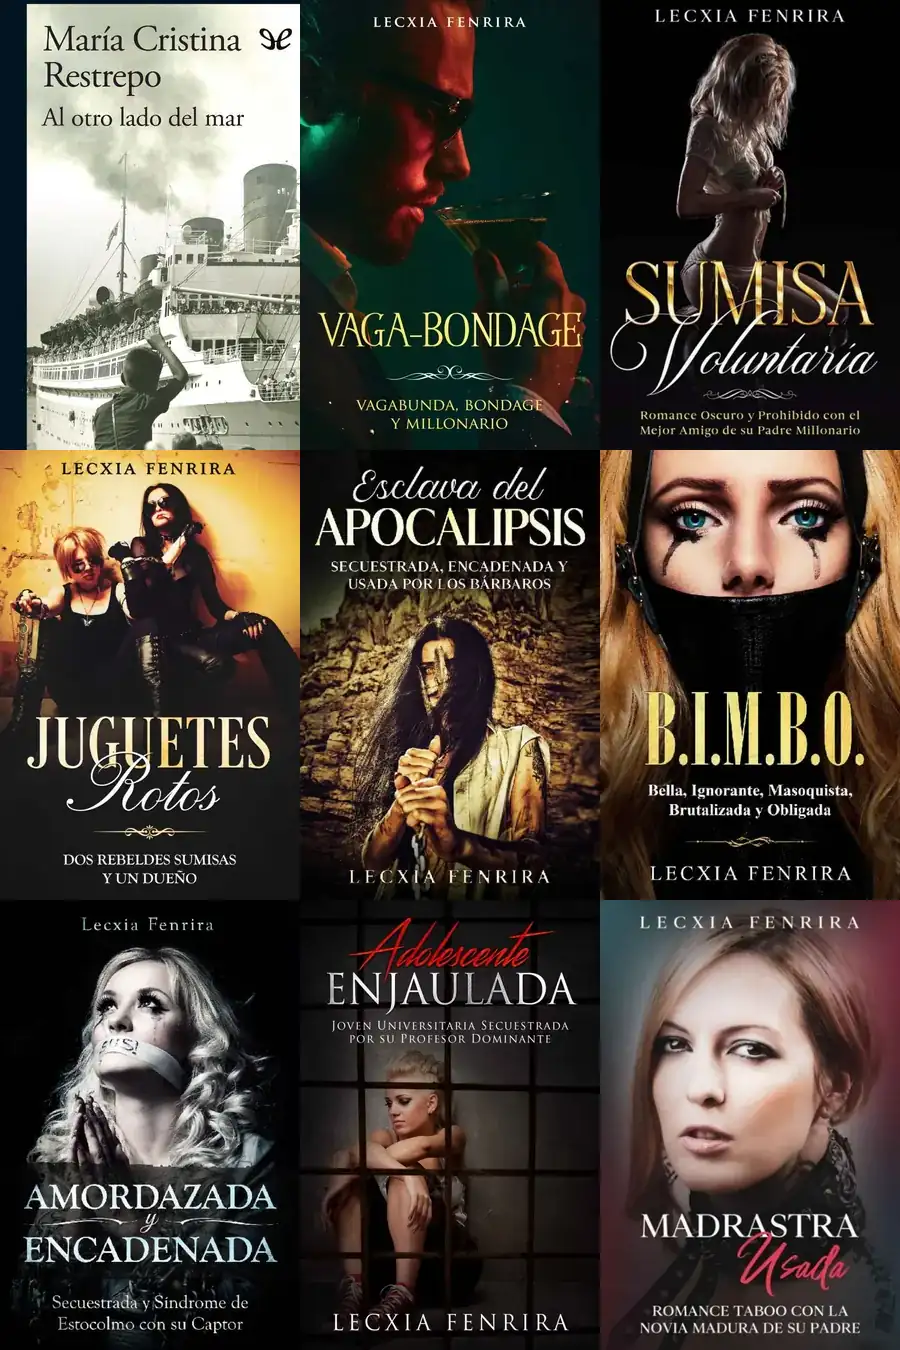 María Cristina
Restrepo
Al otro lado del mar
LECXIA FENRIRA
VAGA-BONDAGE
VAGABUNDA, BONDAGE
Y MILLONARIO
LECXIA FENRIRA
SUMISA
Voluntaría
Romance Oscuro y Prohibido con el
Mejor Amigo de su Padre Millonario
LECXIA FENRIRA
JUGUETES
Rotos
DOS REBELDES SUMISAS
Y UN DUEÑO
Esclava del
APOCALIPSIS
SECUESTRADA, ENCADENADA Y
USADA POR LOS BÁRBAROS
LECXIA FENRIRA
B.I.M.B.O.
Bella, Ignorante, Masoquista,
Brutalizada y Obligada
LECXIA FENRIRA
Lecxia Fenrira
AMORDAZADA
y
ENCADENADA
Secuestrada y Síndrome de
Estocolmo con su Captor
Adolescente
ENJAULADA
Joven Universitaria Secuestrada
por su Profesor Dominante
LECXIA FENRIRA
LECXIA FENRIRA
MADRASTRA
Usada
ROMANCE TABOO CON LA
NOVIA MADURA DE SU PADRE